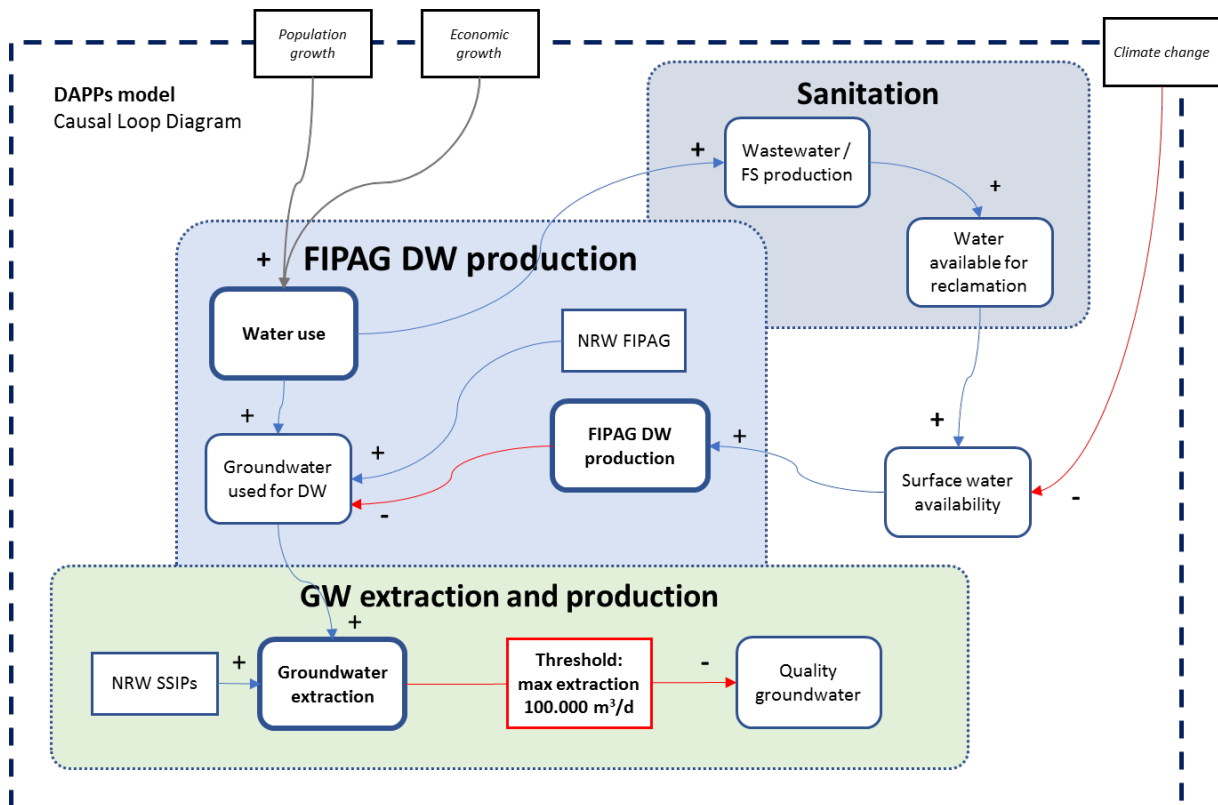 Population
growth
Economic
growth
Climate change
DAPPs model
Causal Loop Diagram
Sanitation
+
Wastewater /
FS production
+
Water
available for
reclamation
+ FIPAG DW production
Water use
NRW FIPAG
+
+
FIPAG DW
production
+
+
Groundwater
used for DW
-
Surface water
availability
-
GW extraction and production
+
NRW SSIPs
+
Groundwater
extraction
Threshold:
max extraction
100.000 m³/d
-
Quality
groundwater